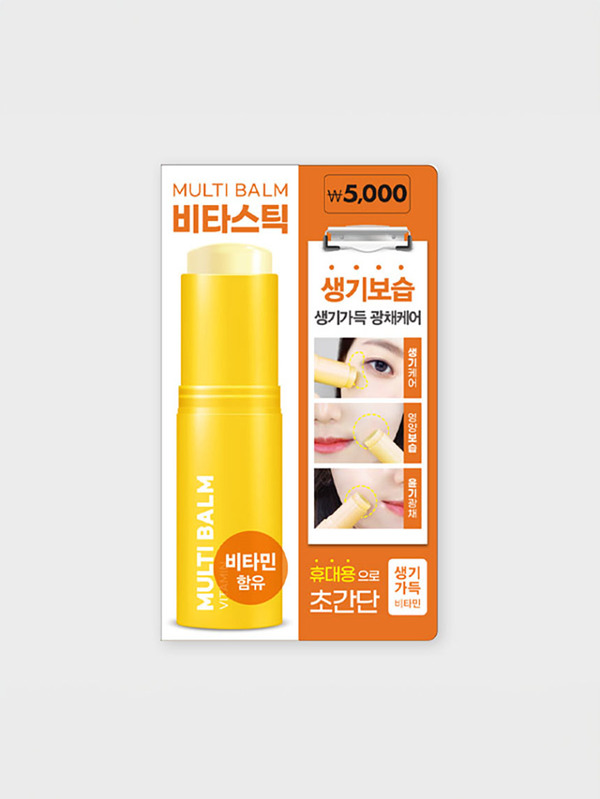 MULTI BALM
비타스틱
₩5,000
생기보습
생기가득 광채케어
생기케어
영양보습
윤기광채
MULTI BALM
비타민
함유
휴대용으로
초간단
생기
가득
비타민